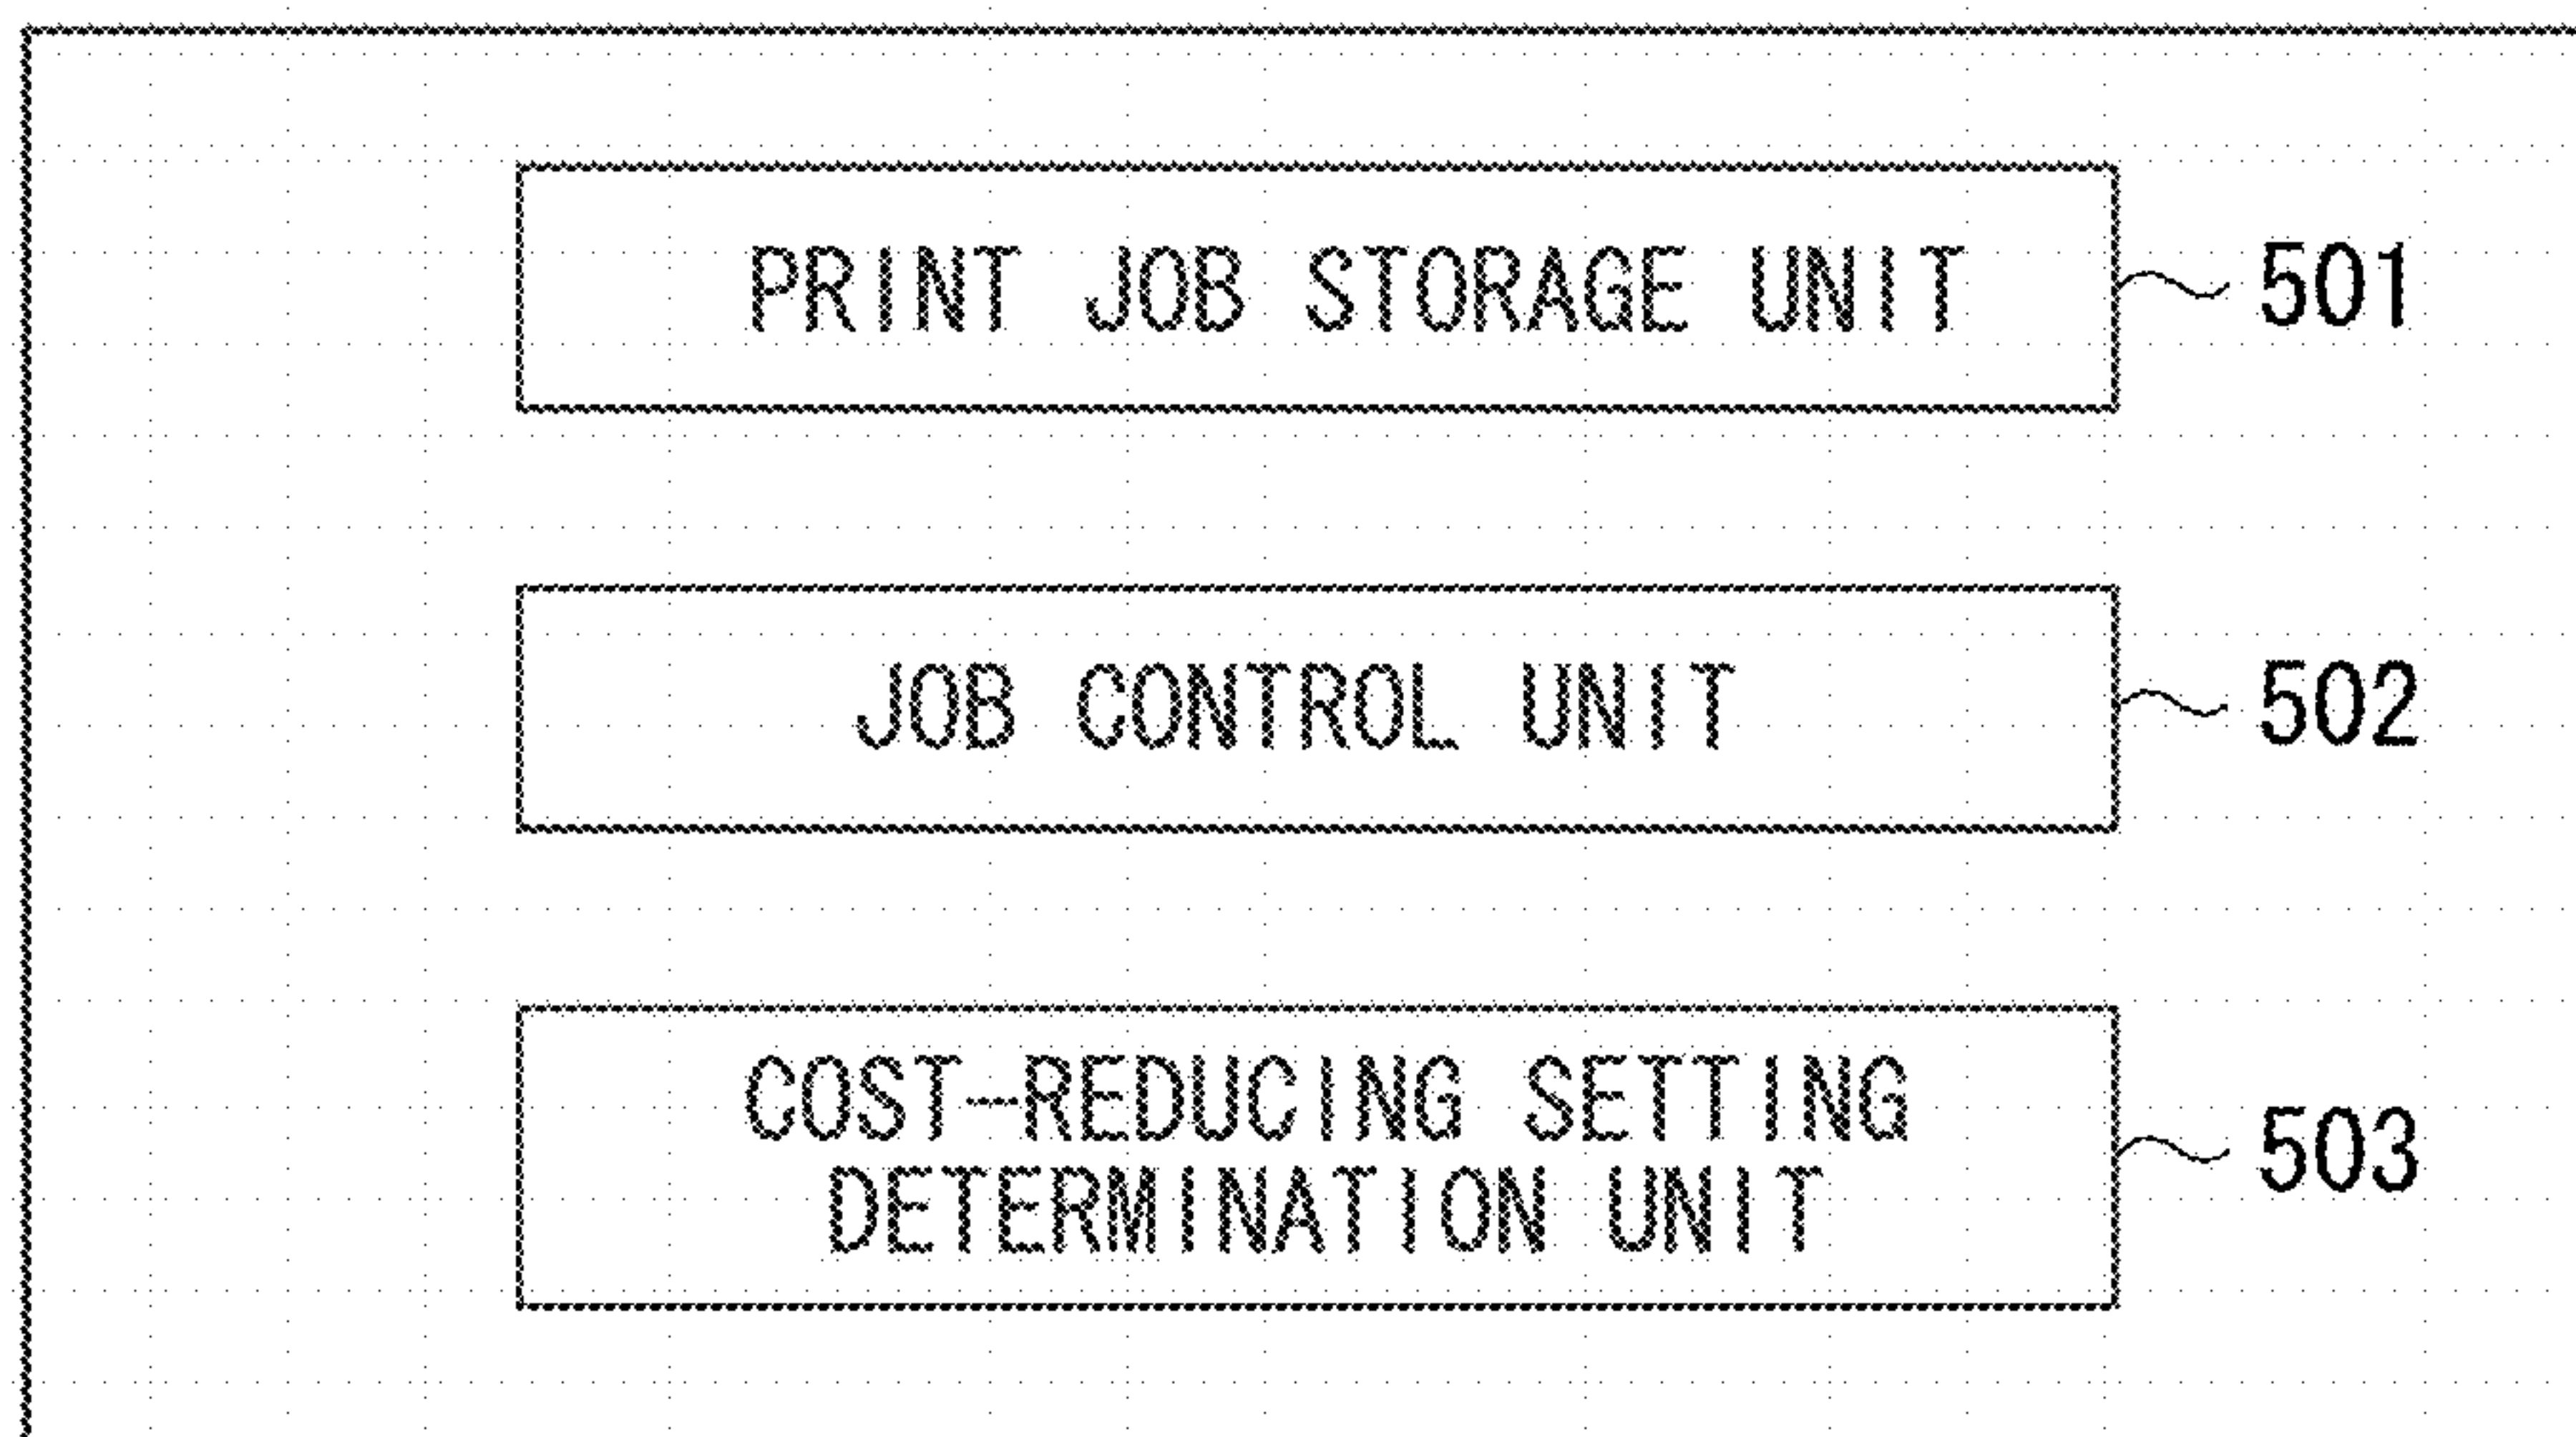 PRINT JOB STORAGE UNIT 501
JOB CONTROL UNIT 502
COST-REDUCING SETTING
DETERMINATION UNIT
503